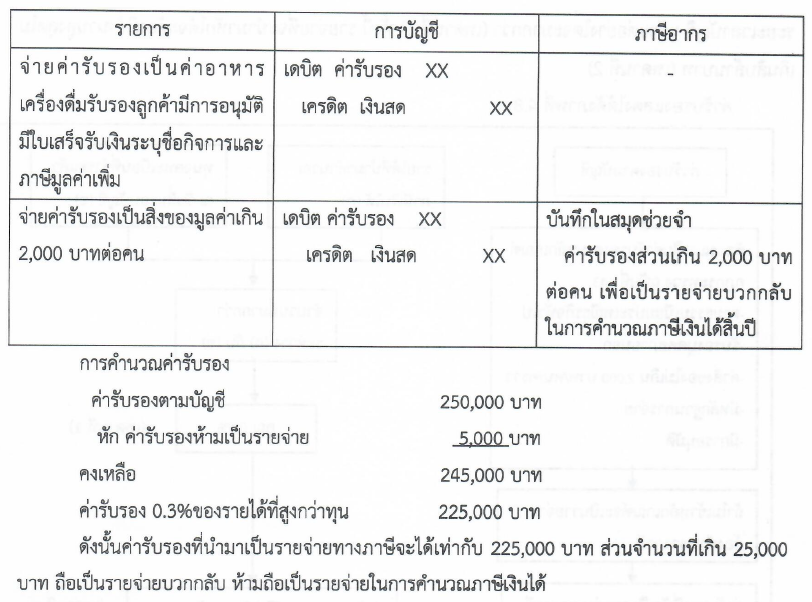 รายการ การบัญชี ภาษีอากร
จ่ายค่ารับรองเป็นค่าอาหาร เดบิต ค่ารับรอง XX -
เครื่องดื่มรับรองลูกค้ามีการอนุมัติ เครดิต เงินสด XX
มีใบเสร็จรับเงินระบุชื่อกิจการและ
ภาษีมูลค่าเพิ่ม
จ่ายค่ารับรองเป็นสิ่งของมูลค่าเกิน เดบิต ค่ารับรอง XX บันทึกในสมุดช่วยจำ
2,000 บาทต่อคน เครดิต เงินสด XX ค่ารับรองส่วนเกิน 2,000 บาท
ต่อคน เพื่อเป็นรายจ่ายบวกกลับ
ในการคำนวณภาษีเงินได้สิ้นปี
การคำนวณค่ารับรอง
ค่ารับรองตามบัญชี 250,000 บาท
หัก ค่ารับรองห้ามเป็นรายจ่าย 5,000 บาท
คงเหลือ 245,000 บาท
ค่ารับรอง 0.3%ของรายได้ที่สูงกว่าทุน 225,000 บาท
ดังนั้นค่ารับรองที่นำมาเป็นรายจ่ายทางภาษีจะได้เท่ากับ 225,000 บาท ส่วนจำนวนที่เกิน 25,000
บาท ถือเป็นรายจ่ายบวกกลับ ห้ามถือเป็นรายจ่ายในการคำนวณภาษีเงินได้